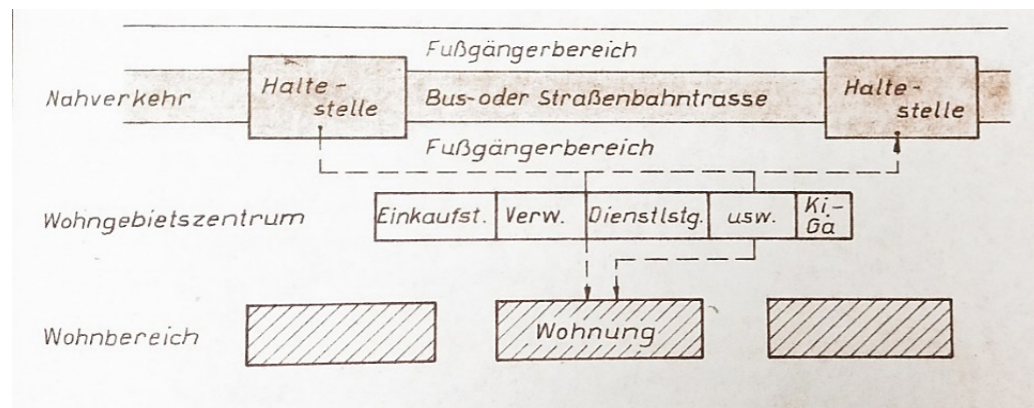 Fußgängerbereich
Nahverkehr
Halte-
stelle
Bus-oder Straßenbahntrasse
Halte-
stelle
Fußgängerbereich
Wohngebietszentrum
Einkaufst.
Verw.
Dienstlstg.
usw.
Ki-
Ga
Wohnbereich
Wohnung